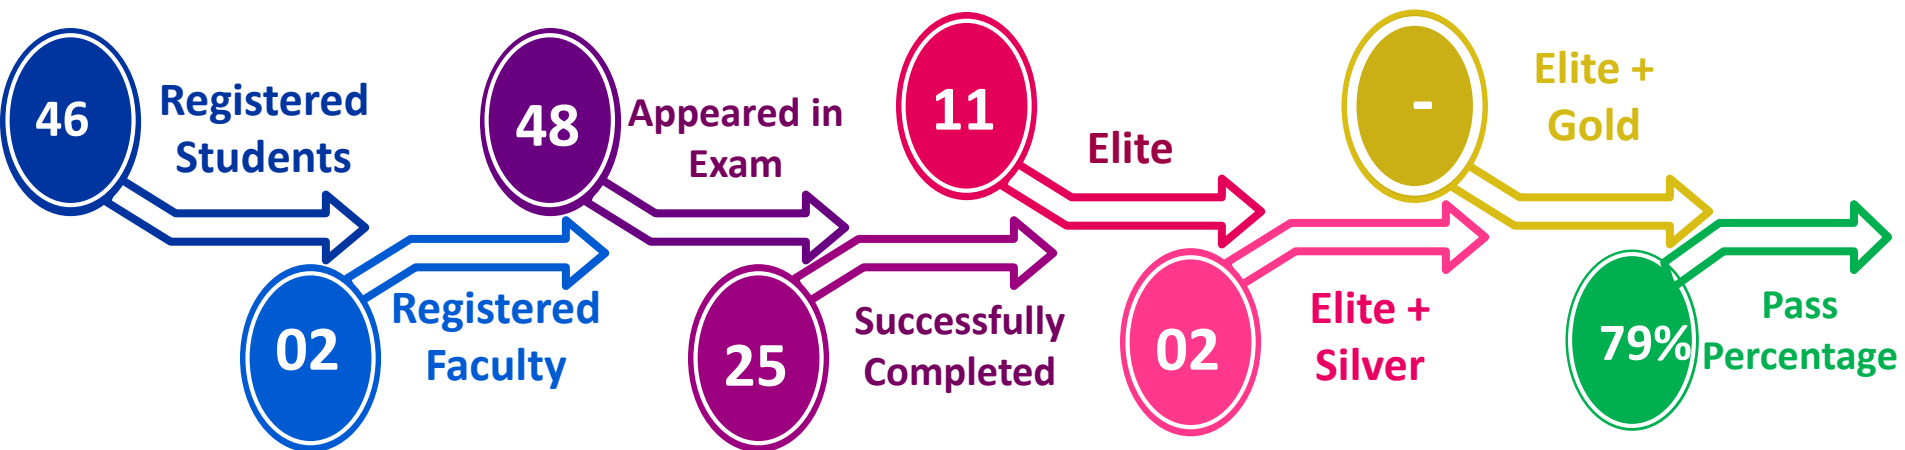 46
Registered
Students
02
Registered
Faculty
48
Appeared in
Exam
25
Successfully
Completed
11
Elite
02
Elite +
Silver
-
Elite +
Gold
79%
Pass
Percentage